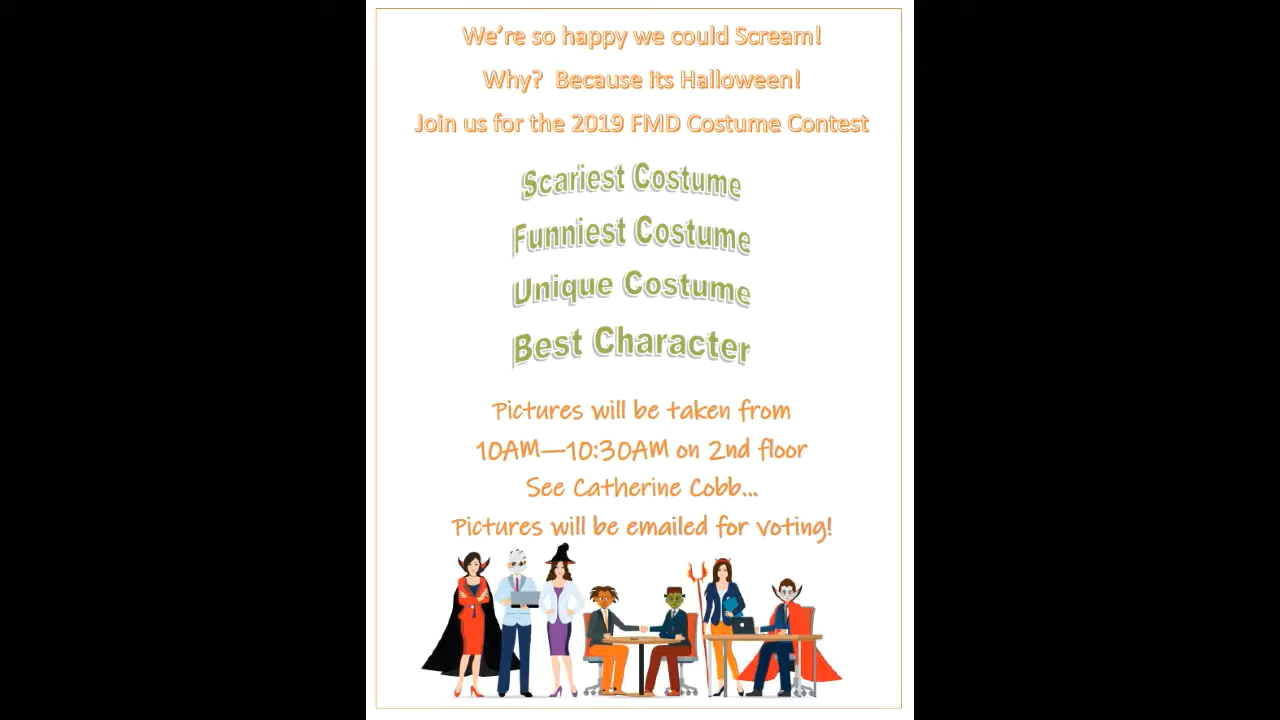 We're so happy we could Scream!
Why? Because its Halloween!
Join us for the 2019 FMD Costume Contest
Scariest Costume
Funniest Costume
Unique Costume
Best Character
Pictures will be taken from
10AM—10:30AM on 2nd floor
See Catherine Cobb...
Pictures will be emailed for voting!